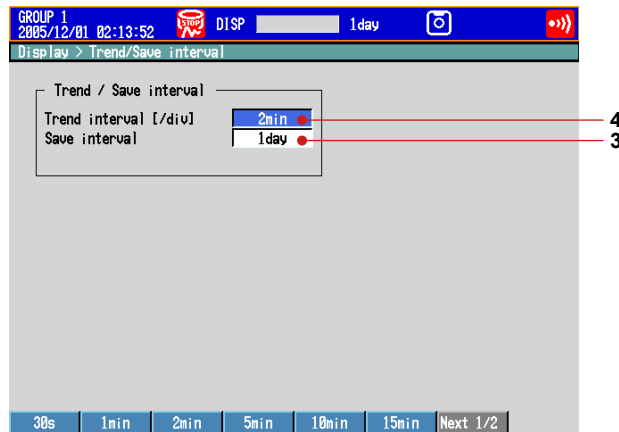 GROUP 1
2005/12/01 02:13:52 STOP DISP 1day
Display > Trend/Save interval
Trend / Save interval
Trend interval [/div] 2min 4
Save interval 1day 3
30s 1min 2min 5min 10min 15min Next 1/2